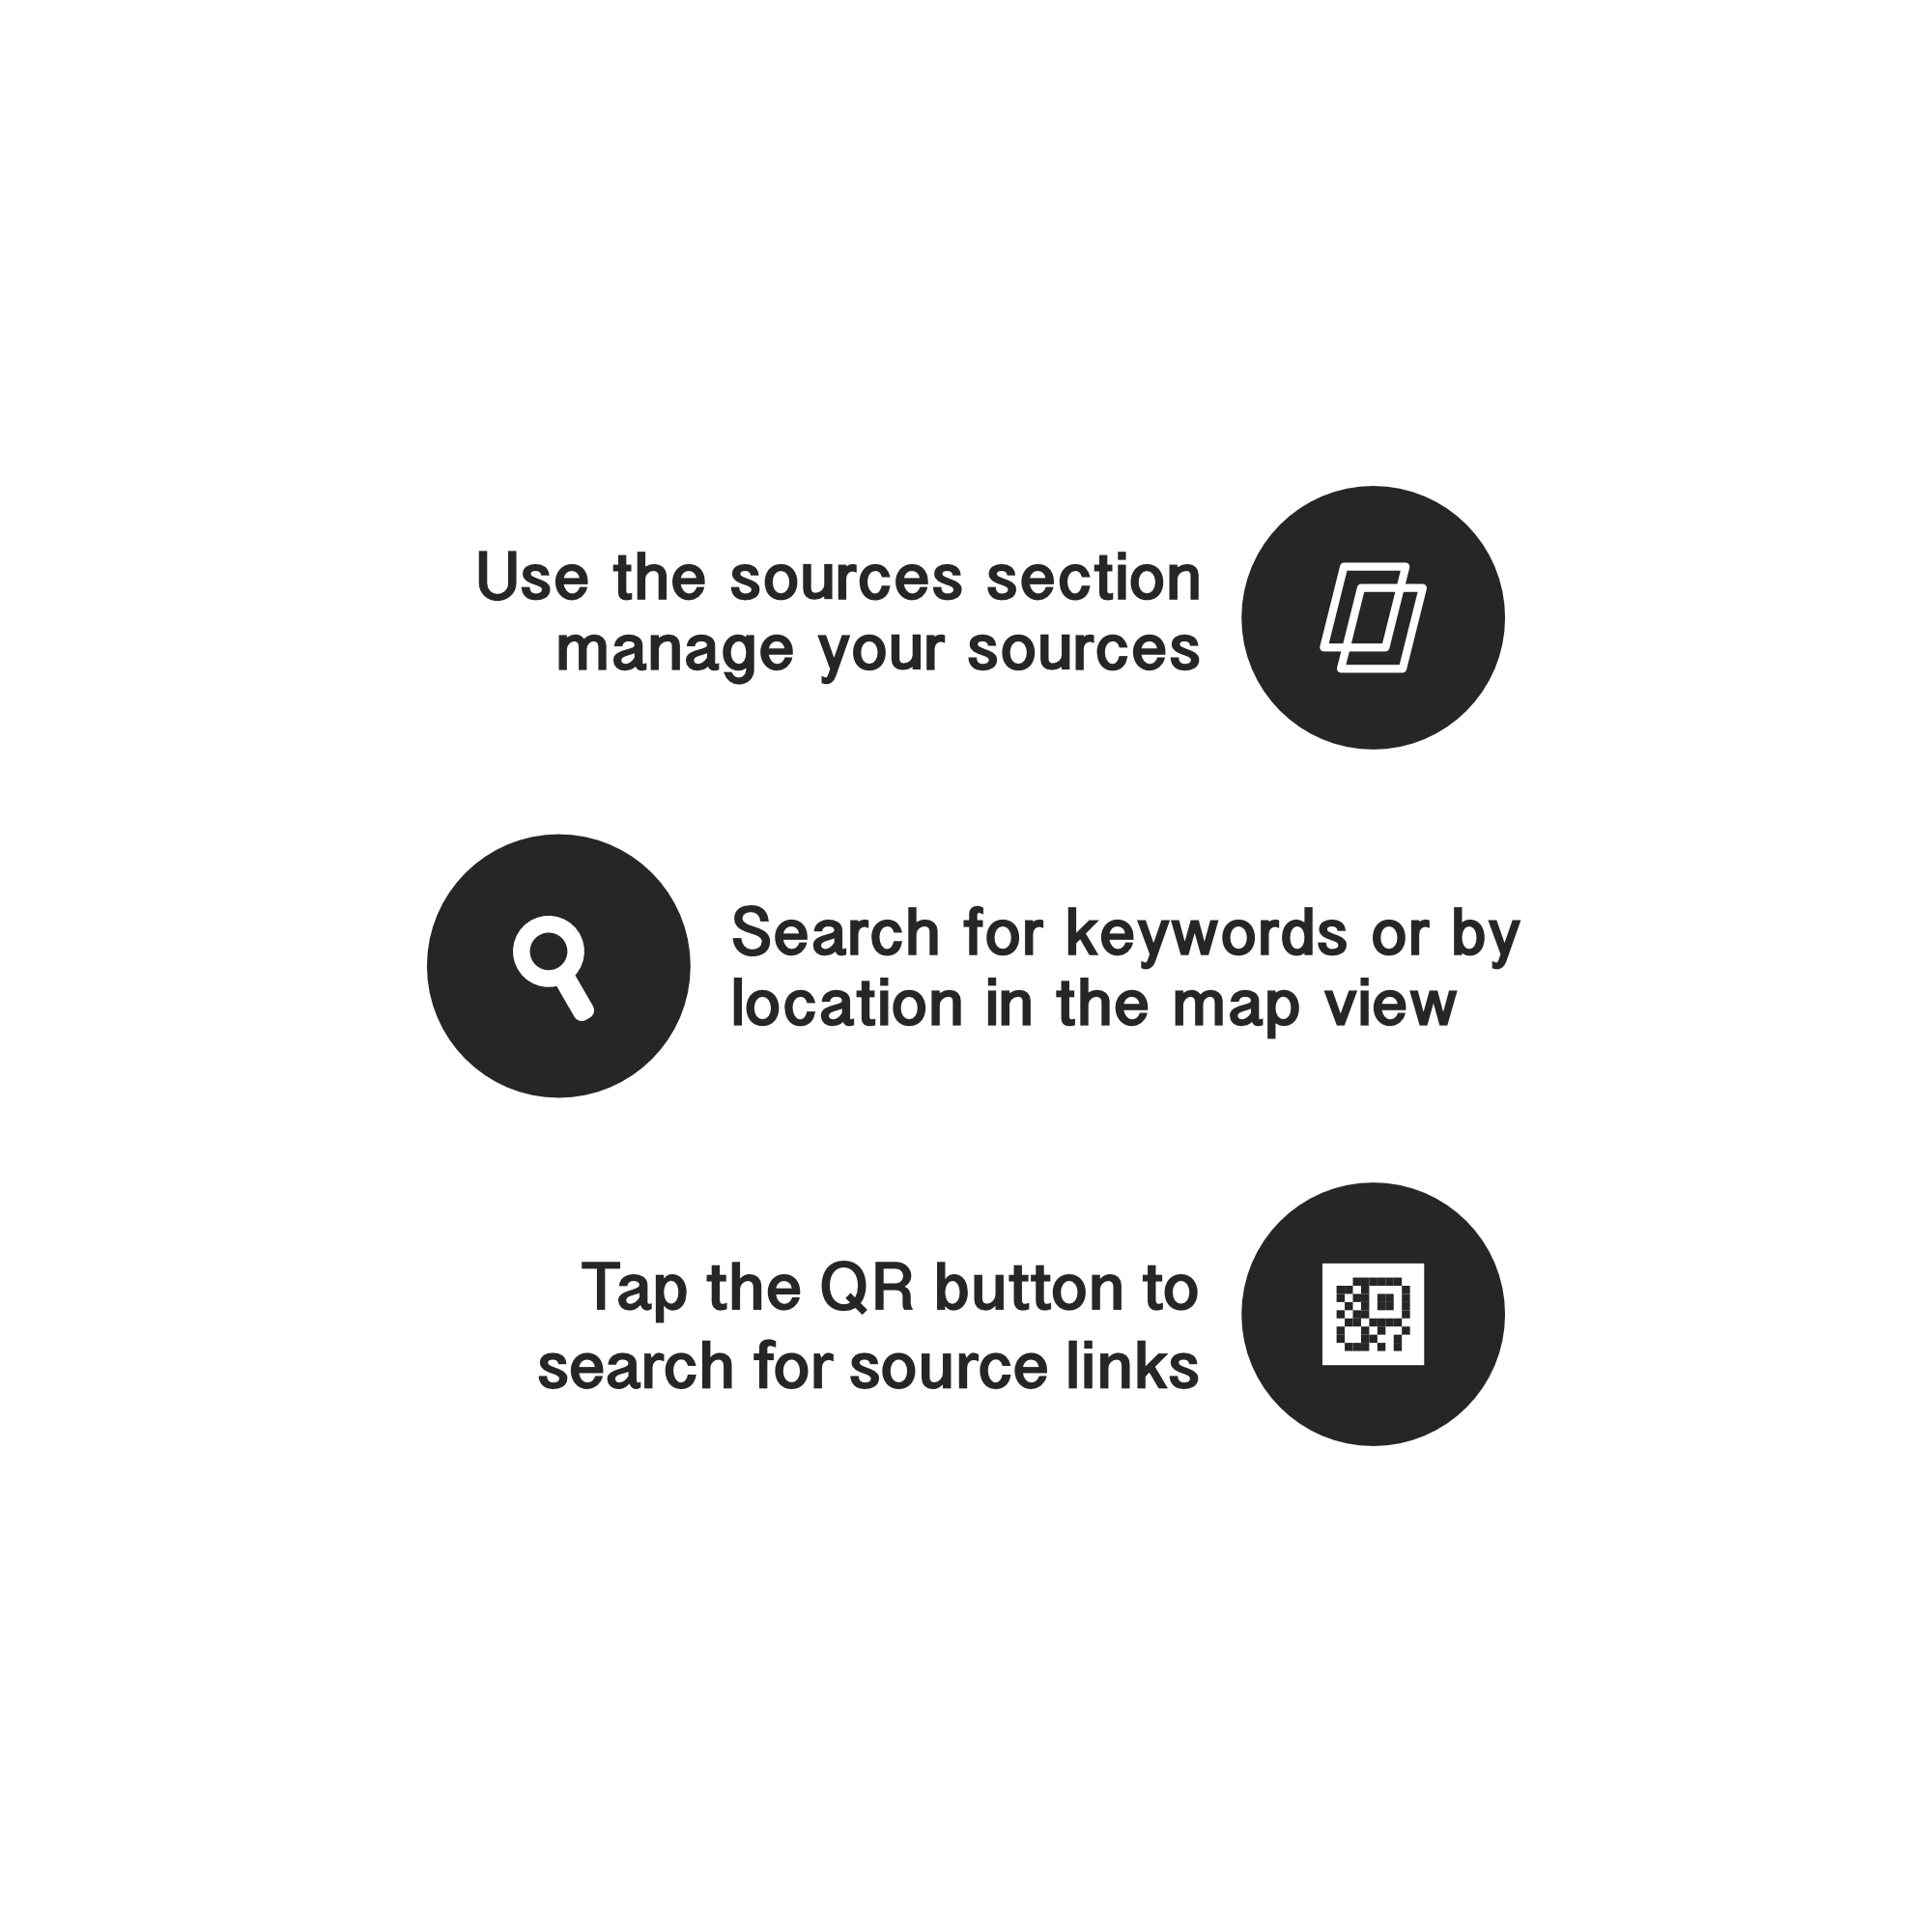 Use the sources section
manage your sources
Search for keywords or by
location in the map view
Tap the QR button to
search for source links